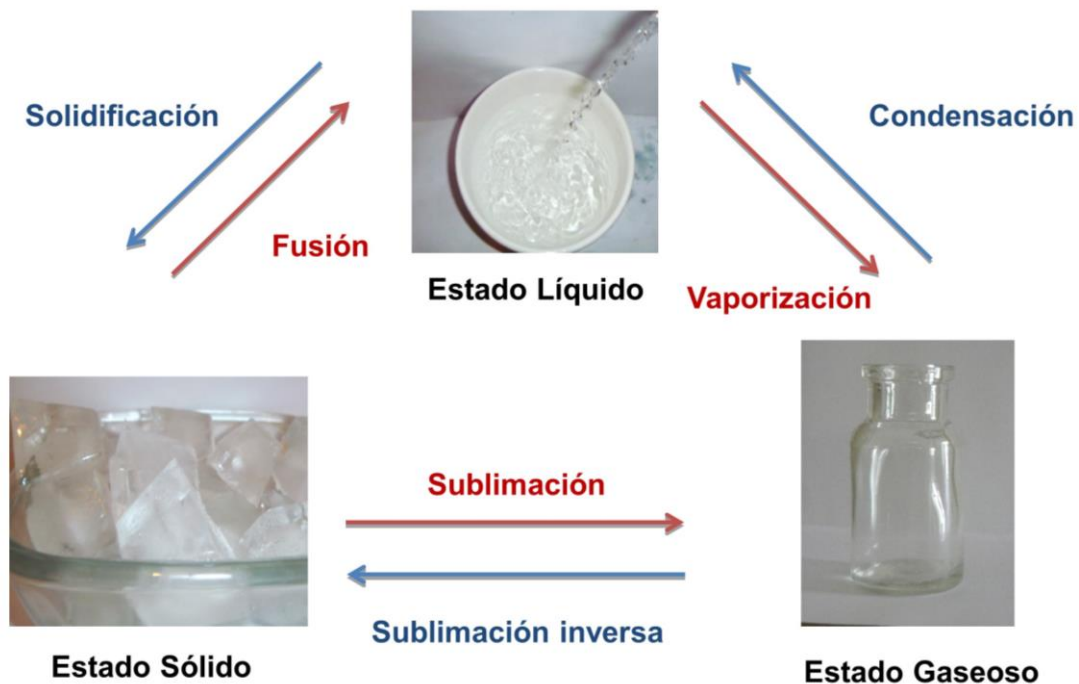 Solidificación
Condensación
Fusión
Estado Líquido
Vaporización
Sublimación
Sublimación inversa
Estado Sólido
Estado Gaseoso